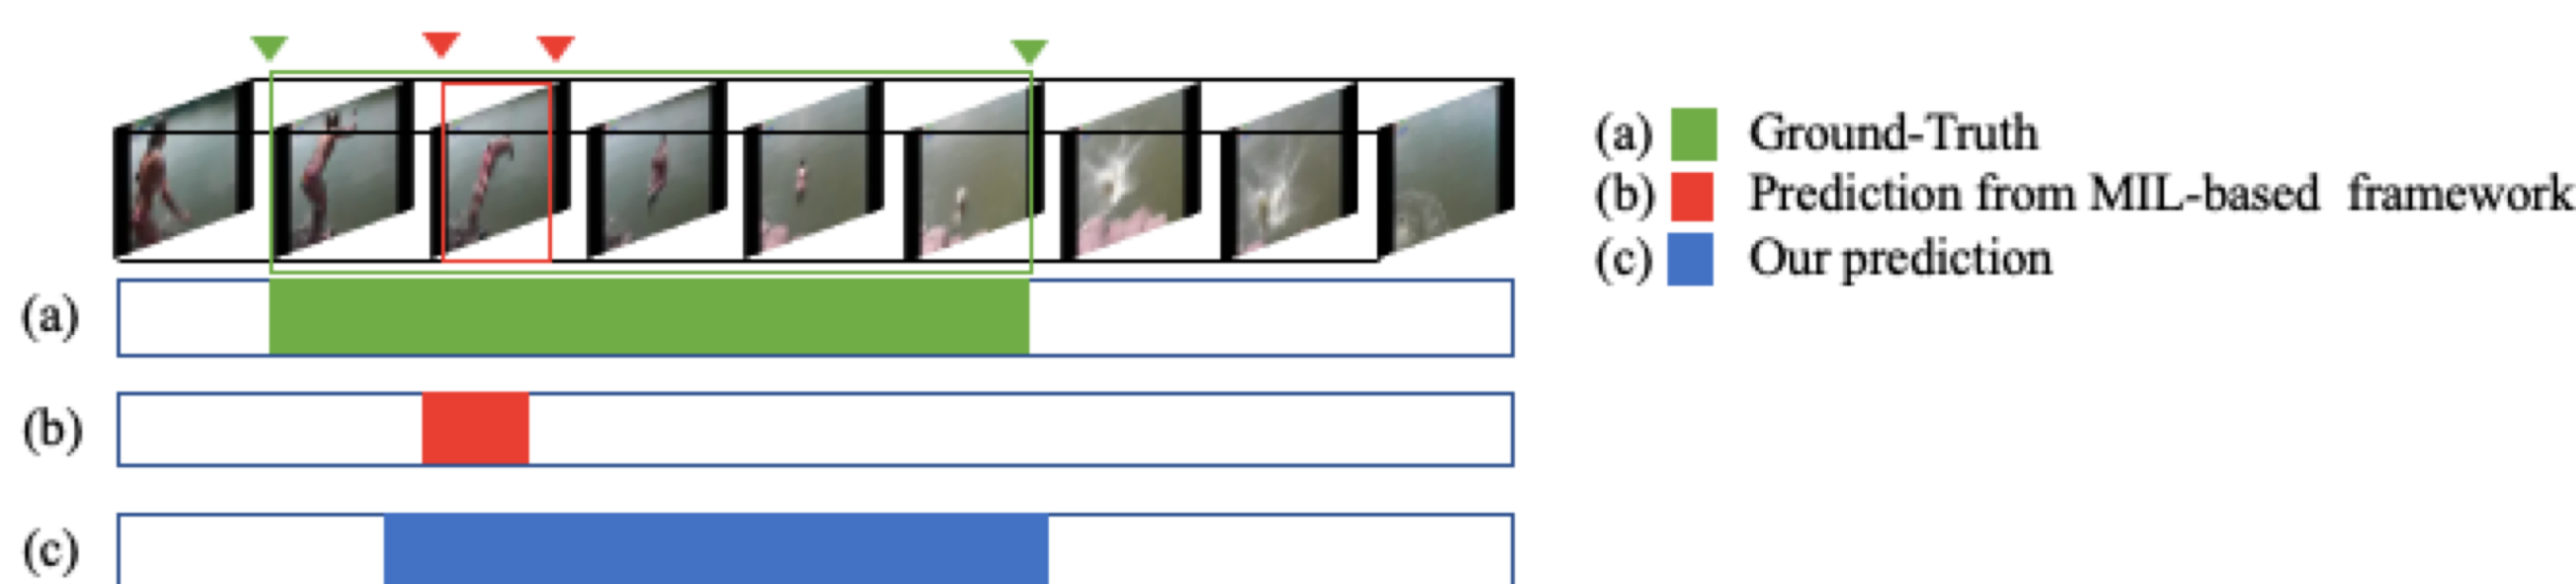 (a) Ground-Truth
(b) Prediction from MIL-based framework
(c) Our prediction
(a)
(b)
(c)